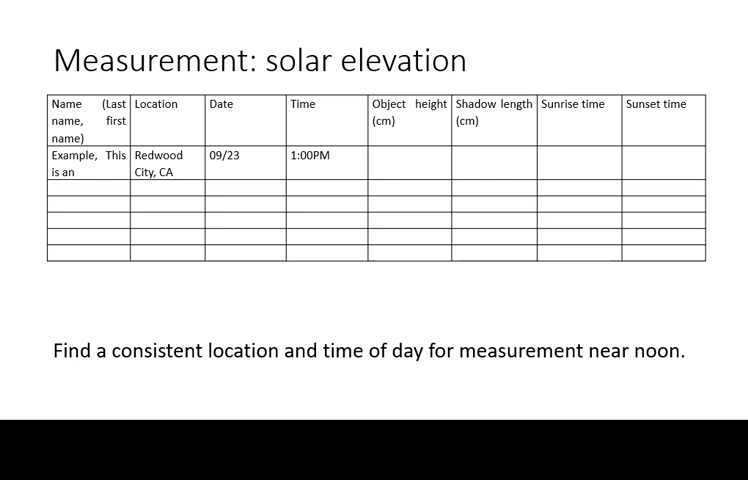 Measurement: solar elevation
Name (Last name, first name) Location Date Time Object height (cm) Shadow length (cm) Sunrise time Sunset time
Example, This is an Redwood City, CA 09/23 1:00PM
Find a consistent location and time of day for measurement near noon.